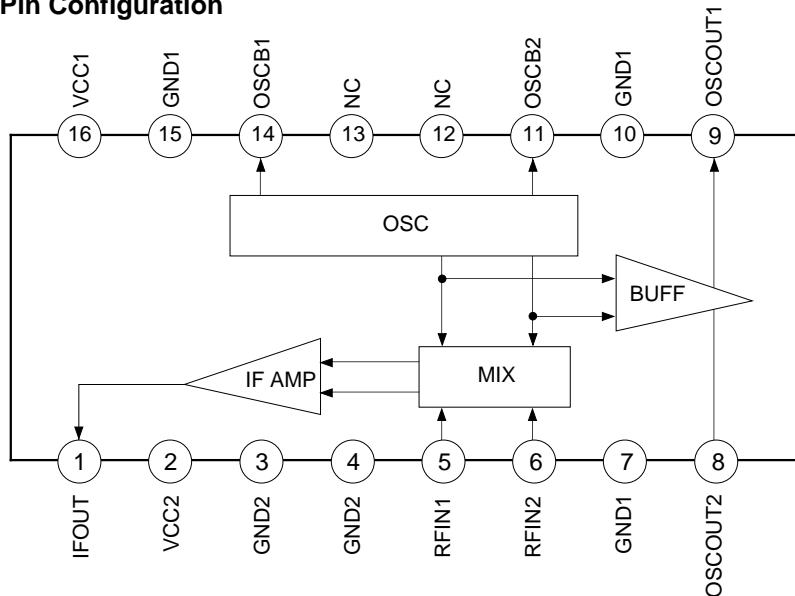 Pin Configuration
VCC1
GND1
OSCB1
NC
NC
OSCB2
GND1
OSCOUT1
16
15
14
13
12
11
10
9
OSC
BUFF
IF AMP
MIX
1
2
3
4
5
6
7
8
IFOUT
VCC2
GND2
GND2
RFIN1
RFIN2
GND1
OSCOUT2